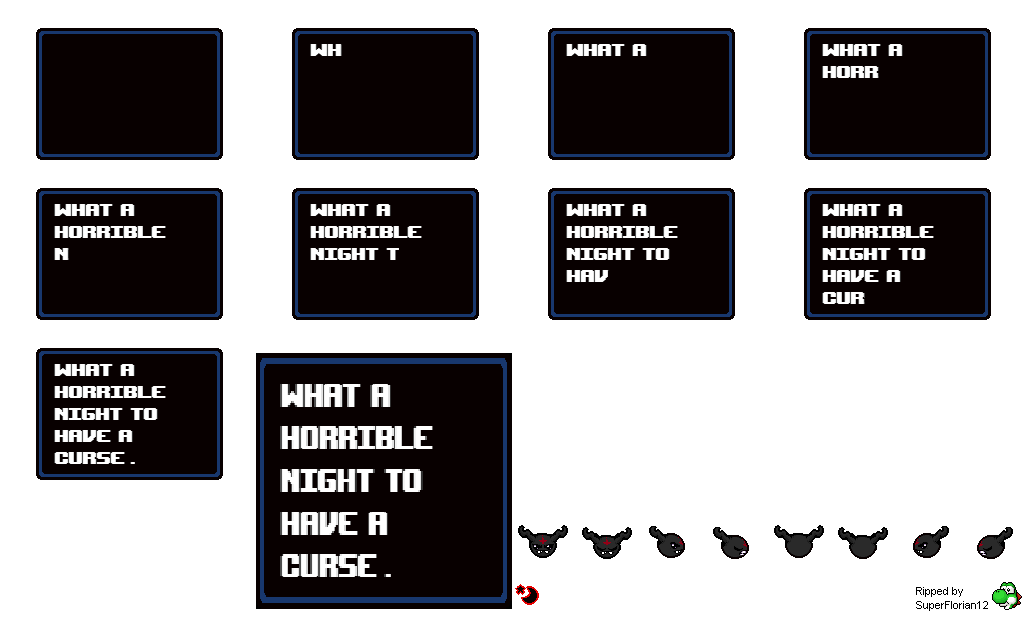 WH
WHAT A
WHAT A
HORR
WHAT A
HORRIBLE
N
WHAT A
HORRIBLE
NIGHT T
WHAT A
HORRIBLE
NIGHT TO
HAV
WHAT A
HORRIBLE
NIGHT TO
HAVE A
CUR
WHAT A
HORRIBLE
NIGHT TO
HAVE A
CURSE.
WHAT A
HORRIBLE
NIGHT TO
HAVE A
CURSE.
Ripped by
SuperFlorian12